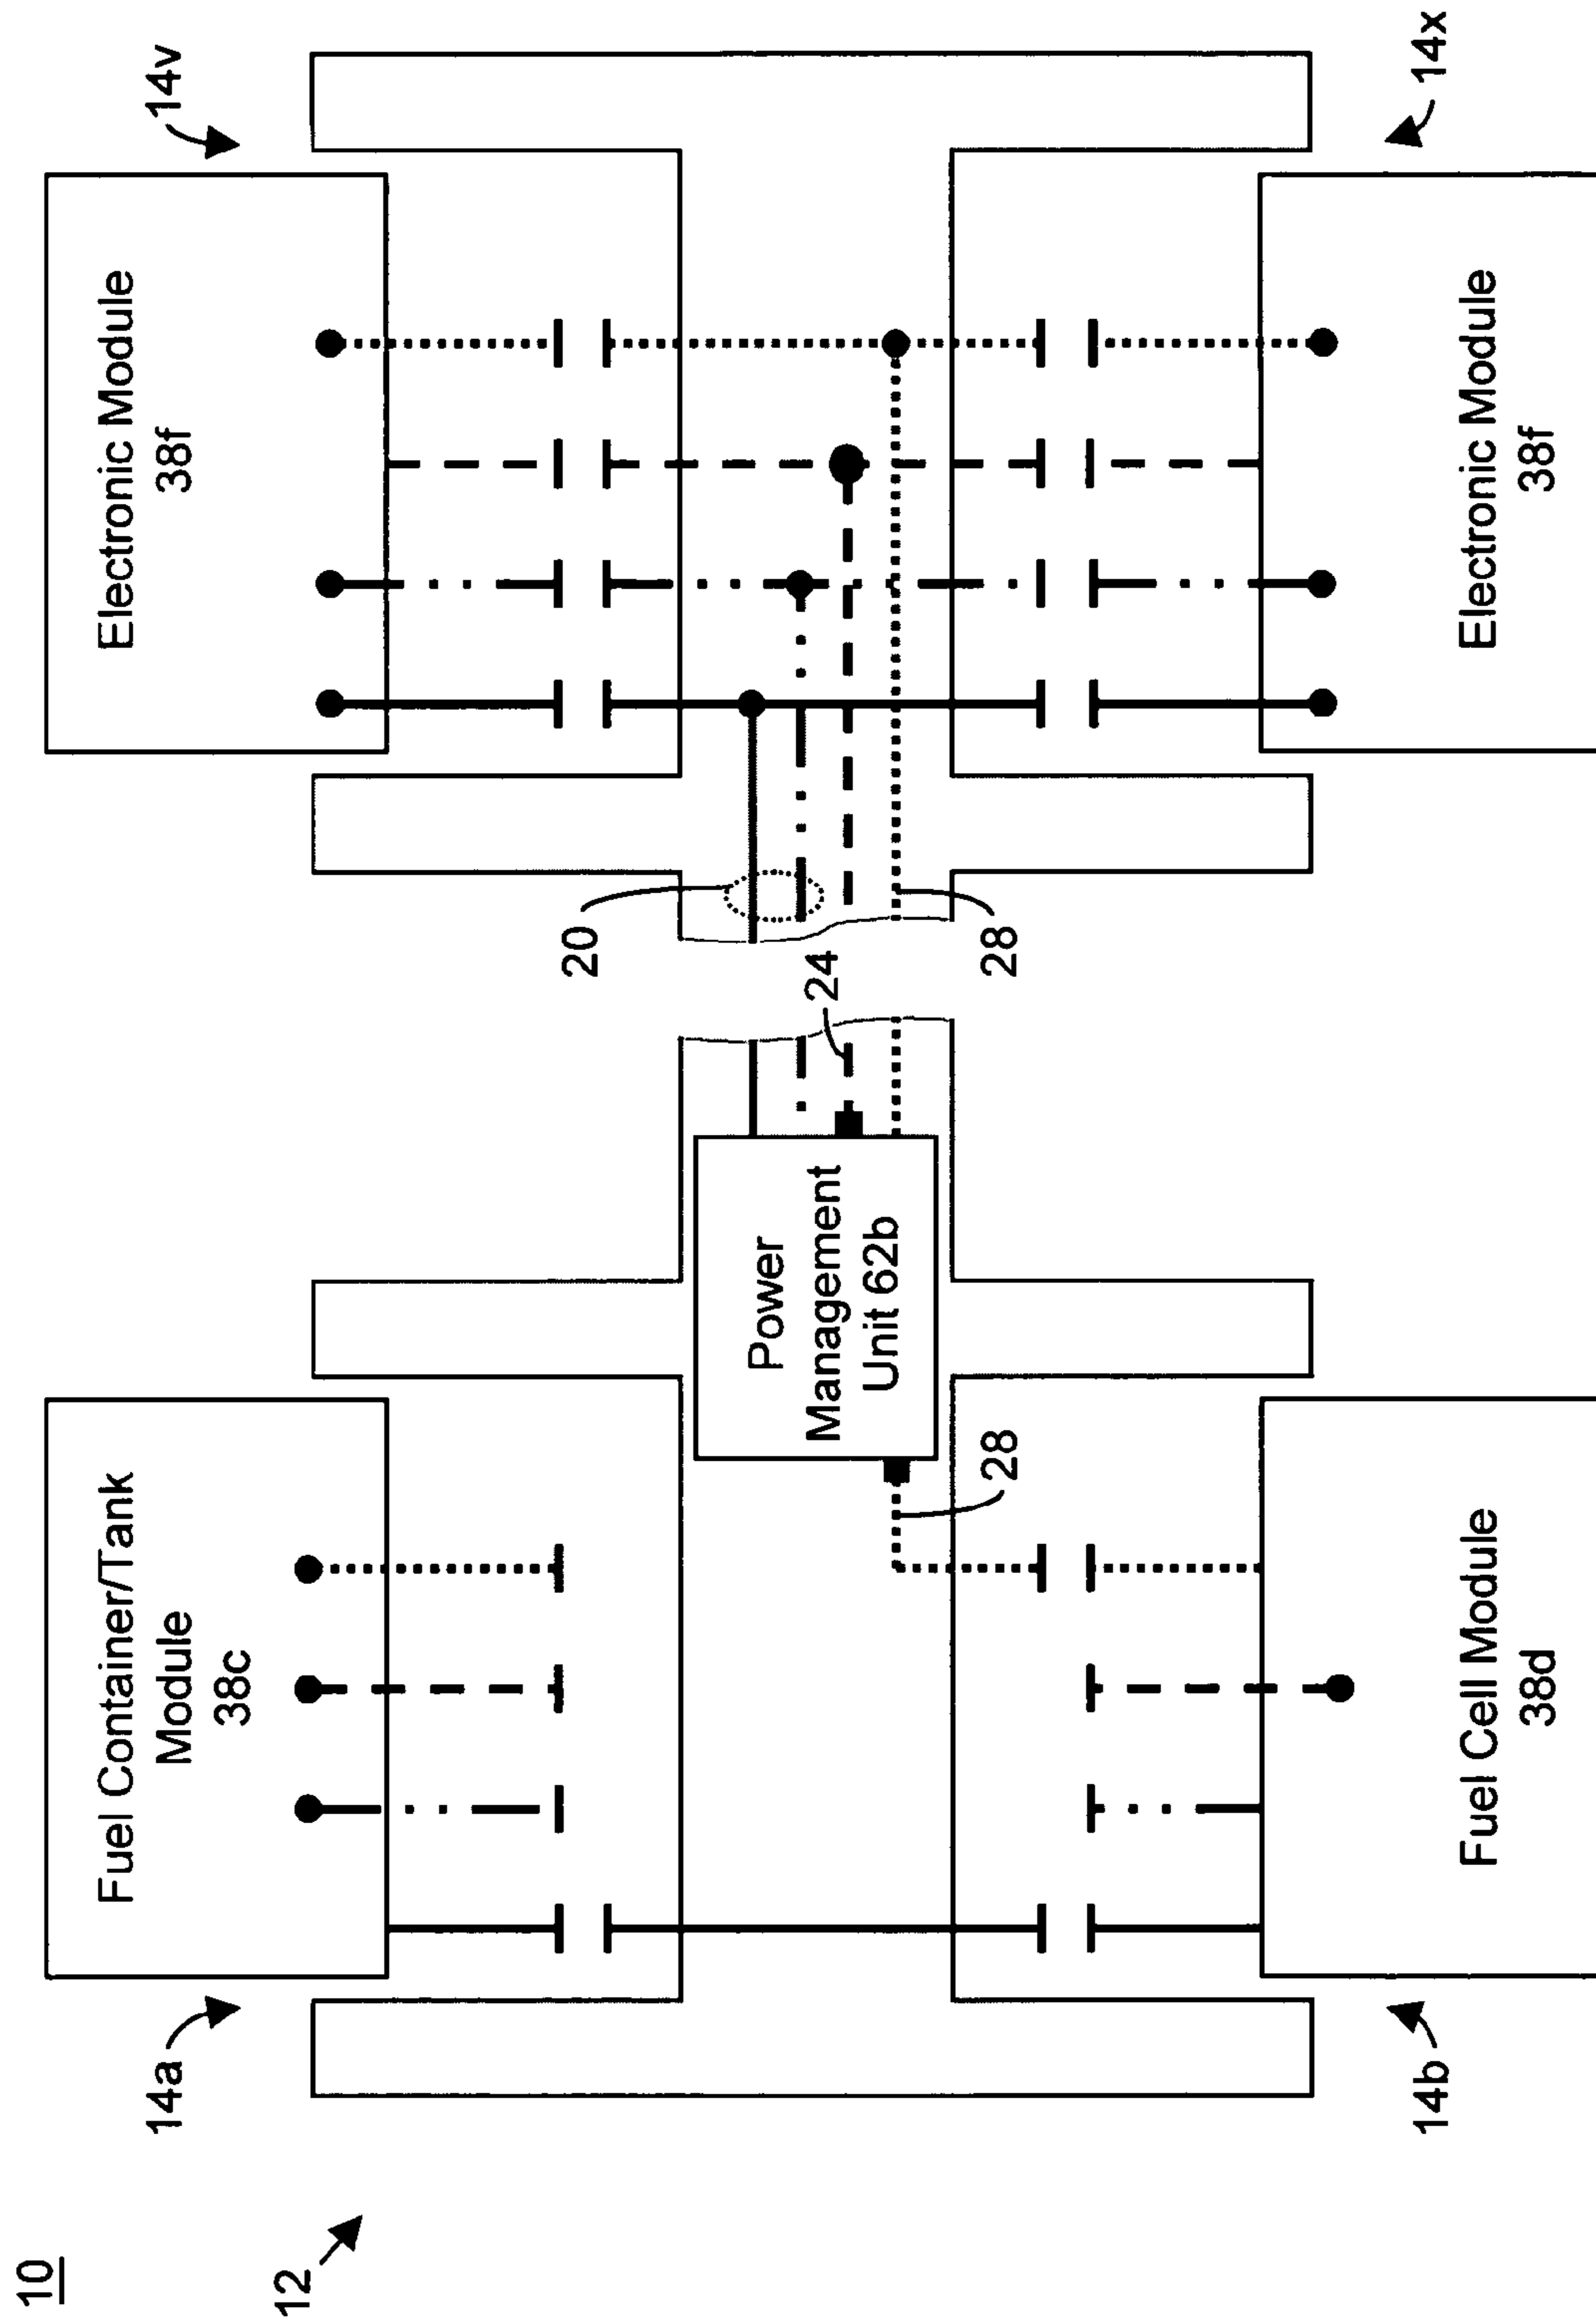 10
12
14a
Fuel Container/Tank
Module
38c
Electronic Module
38f
14v
20
24
28
Power
Management
Unit 62b
28
14b
Fuel Cell Module
38d
Electronic Module
38f
14x